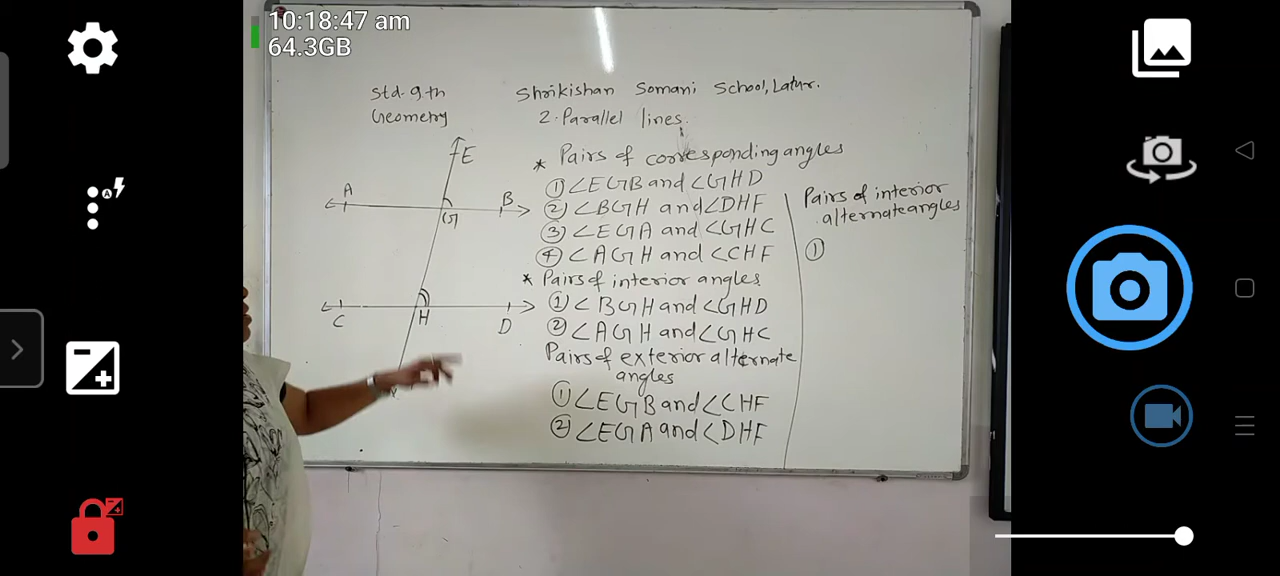 10:18:47 am
64.3GB
Std. 9th
Geometry
Shrikishan Somani School, Latur.
2. Parallel lines.
E
A
B
G
C
H
D
* Pairs of corresponding angles
① ∠EGB and ∠GHD
② ∠BGH and ∠DHF
③ ∠EGA and ∠GHC
④ ∠AGH and ∠CHF
* Pairs of interior angles
① ∠BGH and ∠GHD
② ∠AGH and ∠GHC
Pairs of exterior alternate
angles
① ∠EGB and ∠CHF
② ∠EGA and ∠DHF
Pairs of interior
alternate angles
①